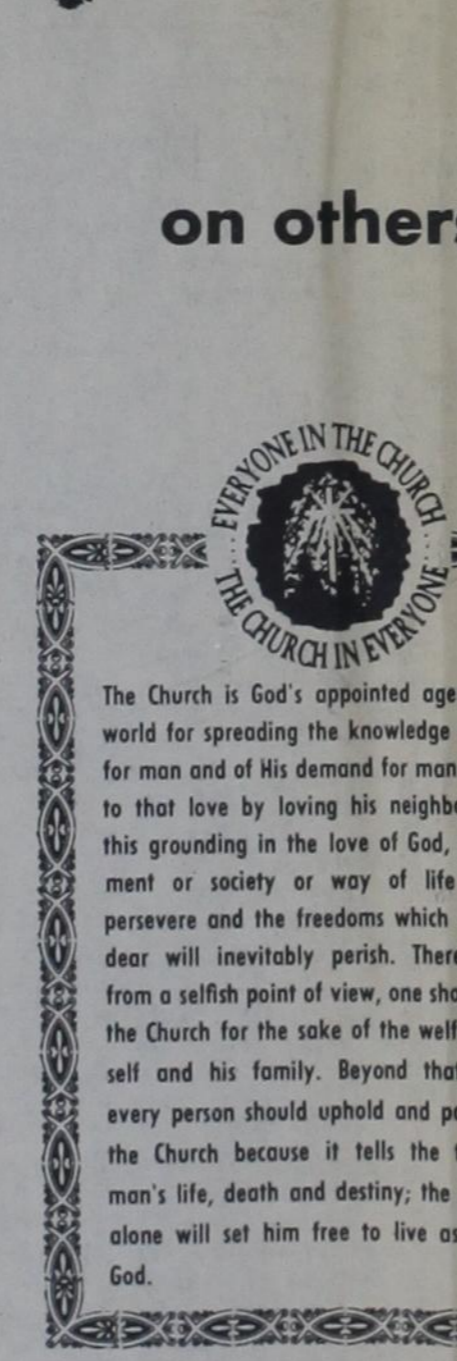 on others
EVERYONE IN THE CHURCH
THE CHURCH IN EVERYONE
The Church is God's appointed age
world for spreading the knowledge
for man and of His demand for man
to that love by loving his neighb
this grounding in the love of God,
ment or society or way of life
persevere and the freedoms which
dear will inevitably perish. There
from a selfish point of view, one sho
the Church for the sake of the welf
self and his family. Beyond that
every person should uphold and p
the Church because it tells the t
man's life, death and destiny; the
alone will set him free to live as
God.